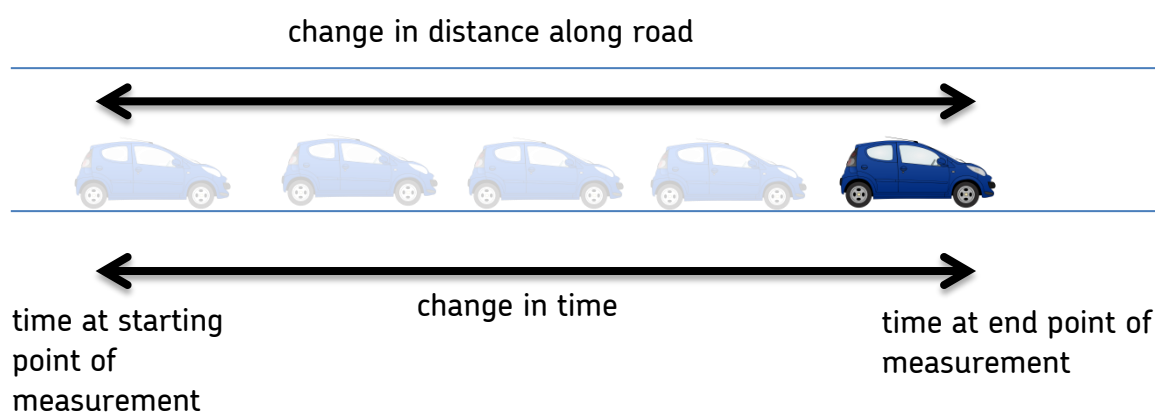 change in distance along road
change in time
time at starting
point of
measurement
time at end point of
measurement